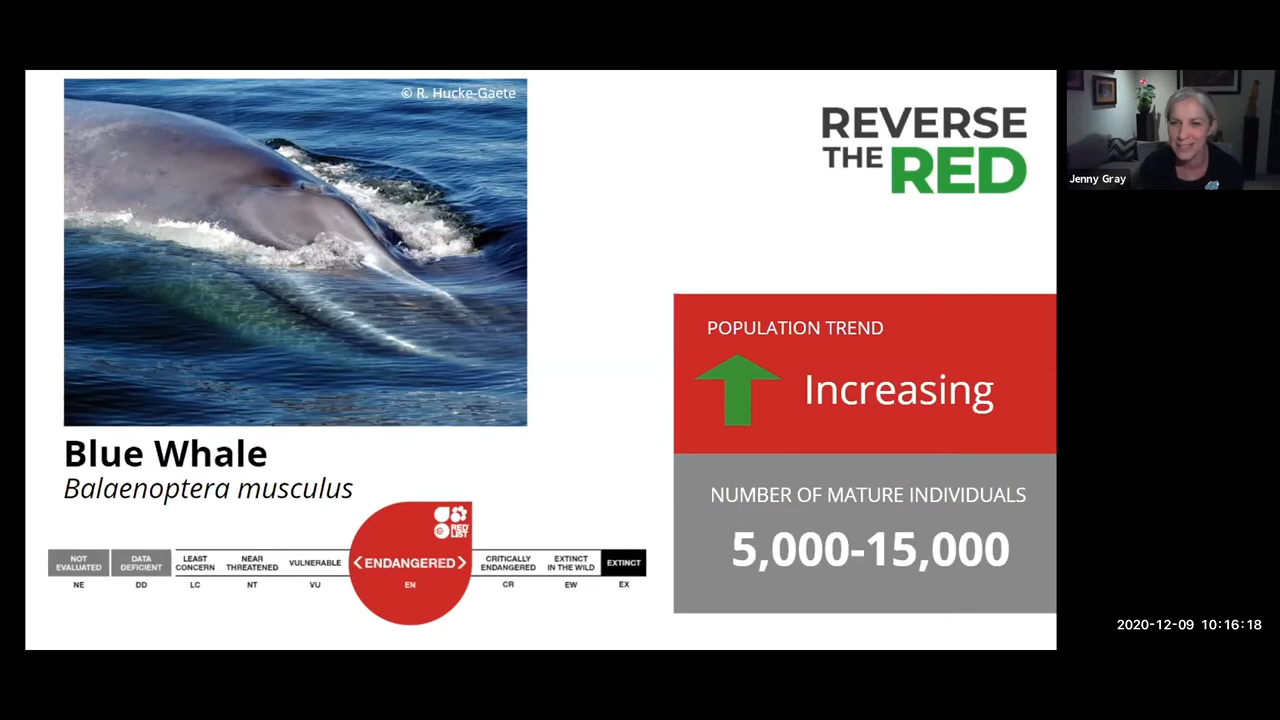 © R. Hucke-Gaete
REVERSE
THE RED
Jenny Gray
POPULATION TREND
Increasing
Blue Whale
Balaenoptera musculus
NUMBER OF MATURE INDIVIDUALS
5,000-15,000
RED
LIST
NOT
EVALUATED
DATA
DEFICIENT
LEAST
CONCERN
NEAR
THREATENED
VULNERABLE
<ENDANGERED>
CRITICALLY
ENDANGERED
EXTINCT
IN THE WILD
EXTINCT
NE
DD
LC
NT
VU
EN
CR
EW
EX
2020-12-09 10:16:18